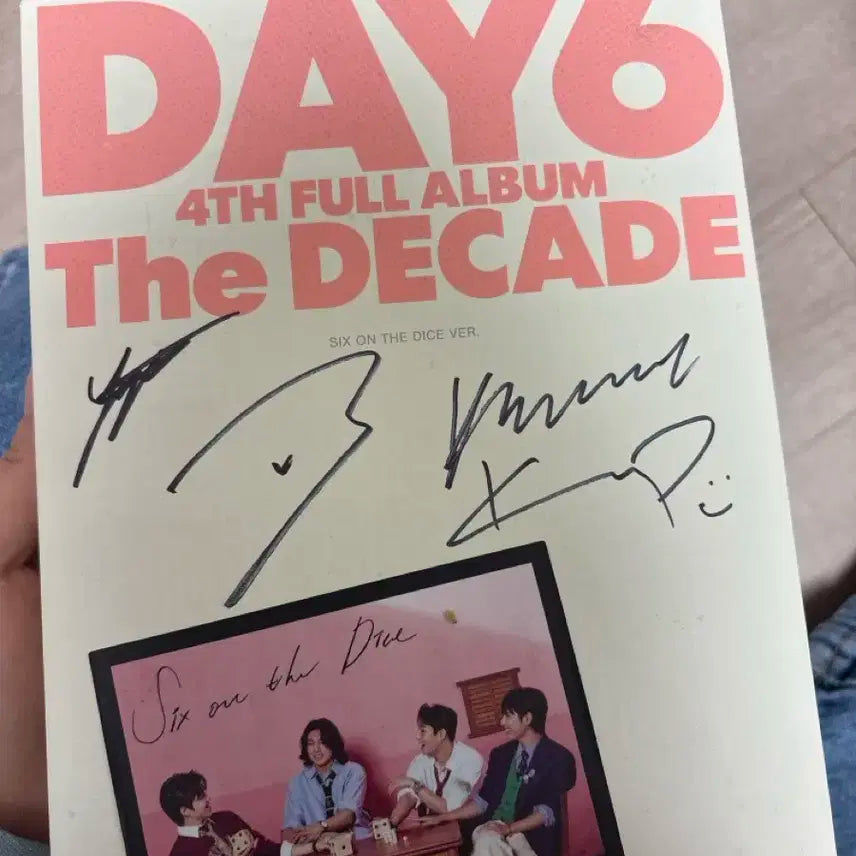 DAY6
4TH FULL ALBUM
The DECADE
SIX ON THE DICE VER.
Six on the Dice